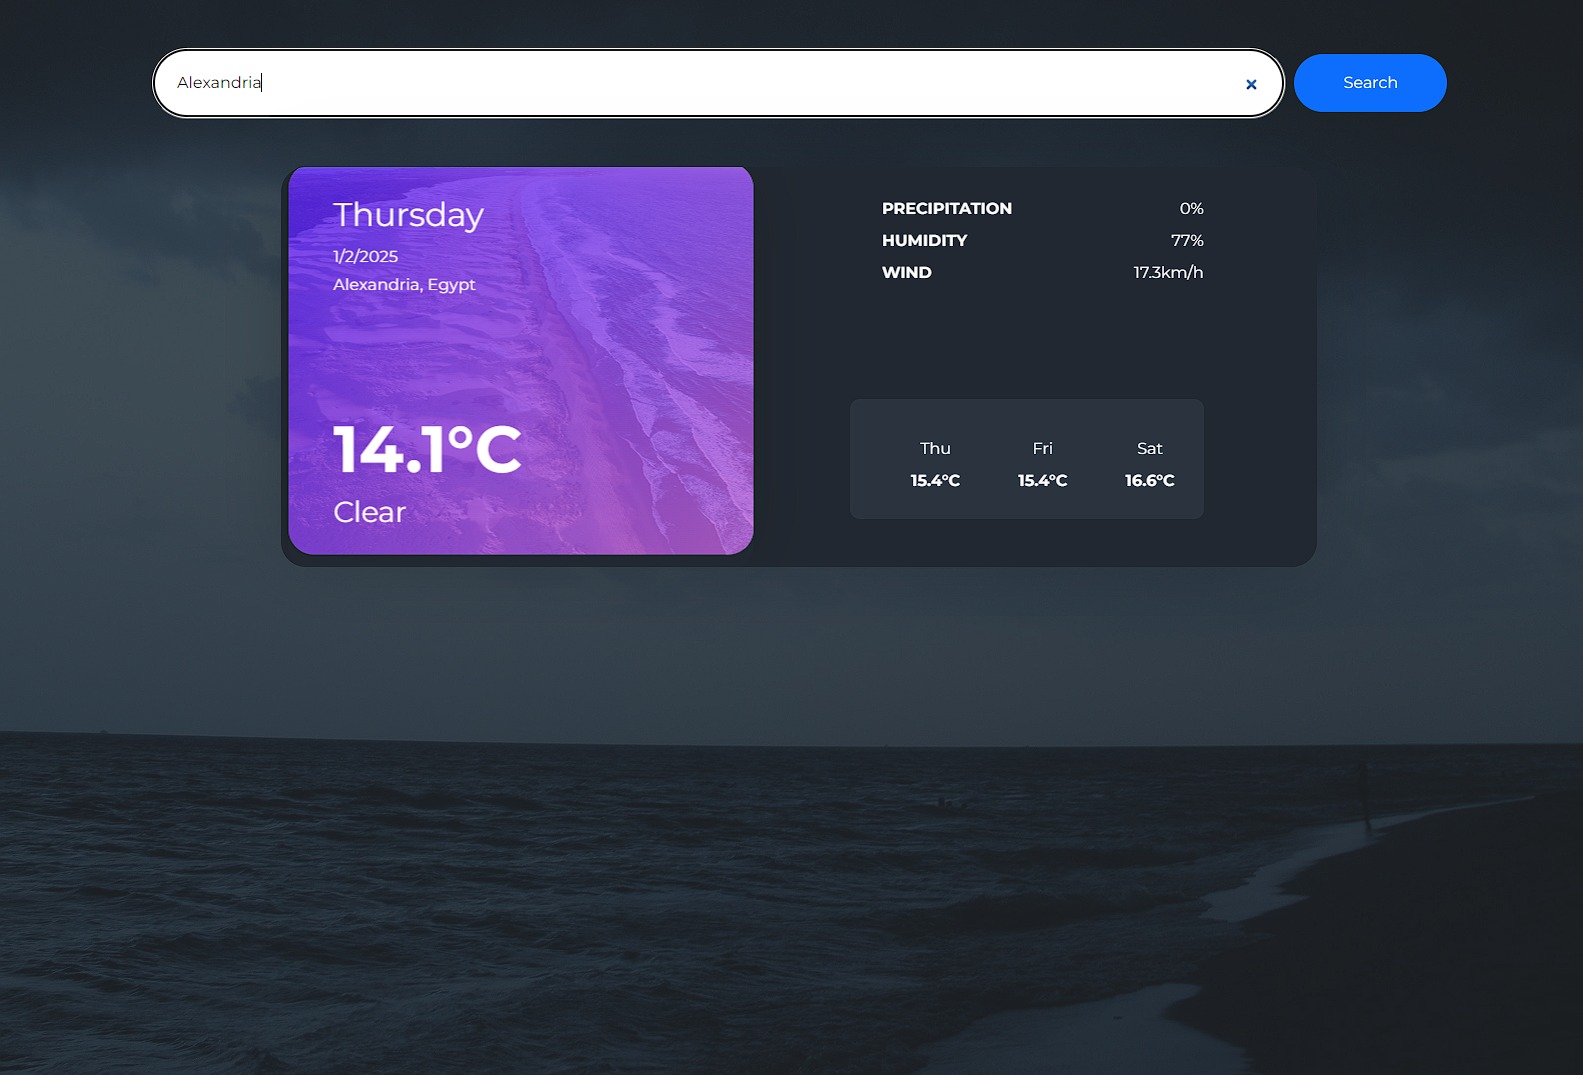 Alexandria
Search
Thursday
1/2/2025
Alexandria, Egypt
14.1°C
Clear
PRECIPITATION 0%
HUMIDITY 77%
WIND 17.3km/h
Thu Fri Sat
15.4°C 15.4°C 16.6°C